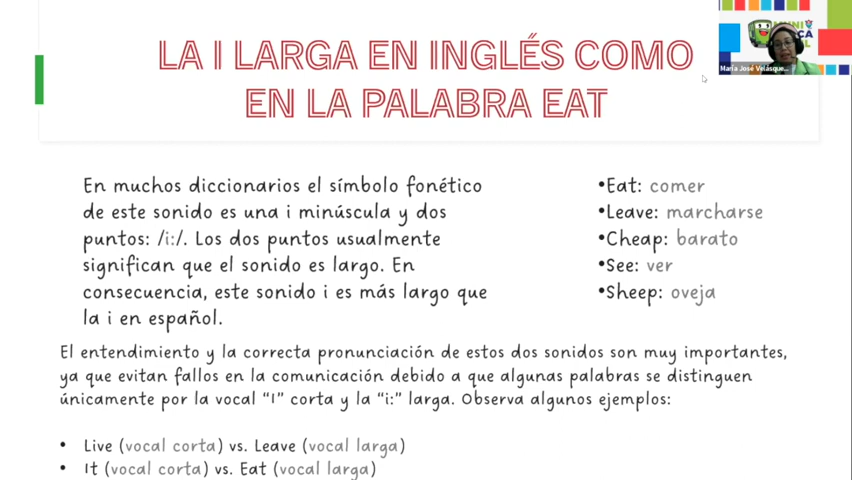 LA I LARGA EN INGLÉS COMO
EN LA PALABRA EAT
María José Velásque...
En muchos diccionarios el símbolo fonético
de este sonido es una i minúscula y dos
puntos: /i:/. Los dos puntos usualmente
significan que el sonido es largo. En
consecuencia, este sonido i es más largo que
la i en español.
•Eat: comer
•Leave: marcharse
•Cheap: barato
•See: ver
•Sheep: oveja
El entendimiento y la correcta pronunciación de estos dos sonidos son muy importantes,
ya que evitan fallos en la comunicación debido a que algunas palabras se distinguen
únicamente por la vocal “I” corta y la “i:” larga. Observa algunos ejemplos:
• Live (vocal corta) vs. Leave (vocal larga)
• It (vocal corta) vs. Eat (vocal larga)